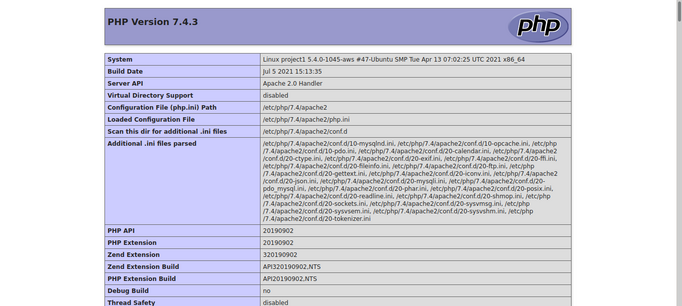 PHP Version 7.4.3
php
System Linux project1 5.4.0-1045-aws #47-Ubuntu SMP Tue Apr 13 07:02:25 UTC 2021 x86_64
Build Date Jul 5 2021 15:13:35
Server API Apache 2.0 Handler
Virtual Directory Support disabled
Configuration File (php.ini) Path /etc/php/7.4/apache2
Loaded Configuration File /etc/php/7.4/apache2/php.ini
Scan this dir for additional .ini files /etc/php/7.4/apache2/conf.d
Additional .ini files parsed /etc/php/7.4/apache2/conf.d/10-mysqlnd.ini, /etc/php/7.4/apache2/conf.d/10-opcache.ini, /etc/php
/7.4/apache2/conf.d/10-pdo.ini, /etc/php/7.4/apache2/conf.d/20-calendar.ini, /etc/php/7.4/apache2
/conf.d/20-ctype.ini, /etc/php/7.4/apache2/conf.d/20-exif.ini, /etc/php/7.4/apache2/conf.d/20-ffi.ini,
/etc/php/7.4/apache2/conf.d/20-fileinfo.ini, /etc/php/7.4/apache2/conf.d/20-ftp.ini, /etc/php
/7.4/apache2/conf.d/20-gettext.ini, /etc/php/7.4/apache2/conf.d/20-iconv.ini, /etc/php/7.4/apache2
/conf.d/20-json.ini, /etc/php/7.4/apache2/conf.d/20-mysqli.ini, /etc/php/7.4/apache2/conf.d/20-
pdo_mysql.ini, /etc/php/7.4/apache2/conf.d/20-phar.ini, /etc/php/7.4/apache2/conf.d/20-posix.ini,
/etc/php/7.4/apache2/conf.d/20-readline.ini, /etc/php/7.4/apache2/conf.d/20-shmop.ini, /etc/php
/7.4/apache2/conf.d/20-sockets.ini, /etc/php/7.4/apache2/conf.d/20-sysvmsg.ini, /etc/php
/7.4/apache2/conf.d/20-sysvsem.ini, /etc/php/7.4/apache2/conf.d/20-sysvshm.ini, /etc/php
/7.4/apache2/conf.d/20-tokenizer.ini
PHP API 20190902
PHP Extension 20190902
Zend Extension 320190902
Zend Extension Build API320190902,NTS
PHP Extension Build API20190902,NTS
Debug Build no
Thread Safety disabled